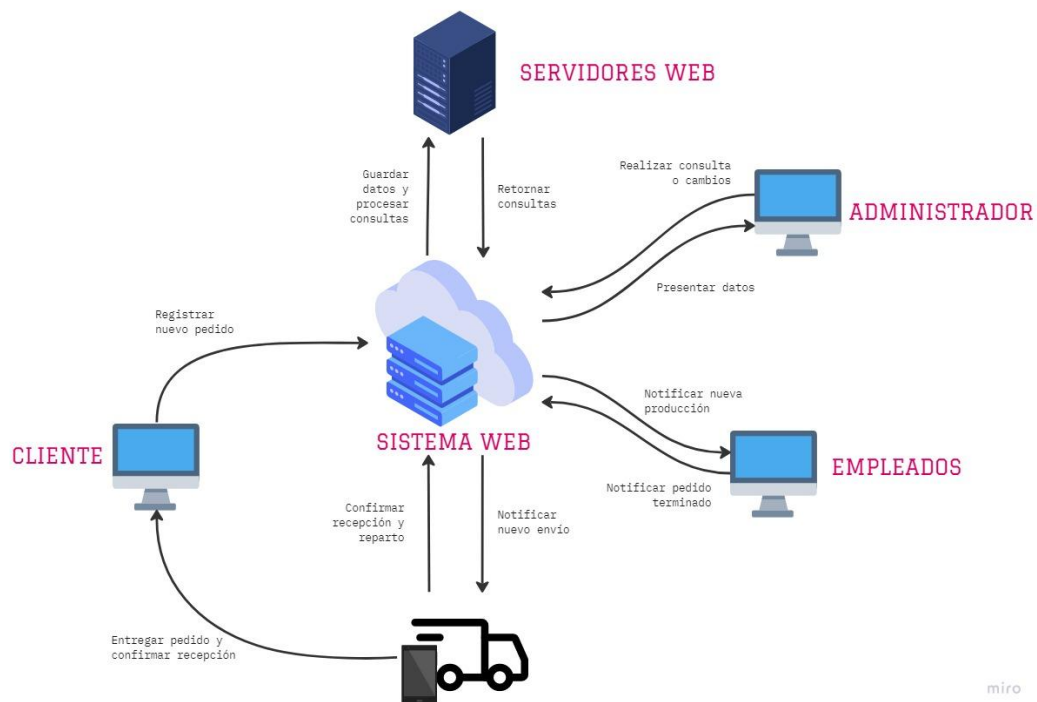 SERVIDORES WEB
Guardar
datos y
procesar
consultas
Retornar
consultas
Realizar consulta
o cambios
ADMINISTRADOR
Presentar datos
Registrar
nuevo pedido
Notificar nueva
producción
CLIENTE
SISTEMA WEB
EMPLEADOS
Notificar pedido
terminado
Confirmar
recepción y
reparto
Notificar
nuevo envío
Entregar pedido y
confirmar recepción
miro